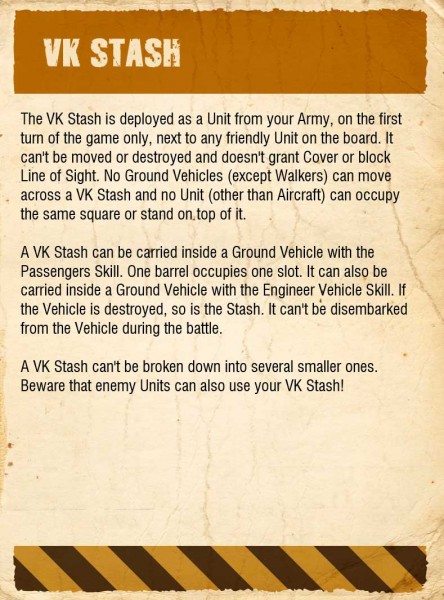 VK STASH
The VK Stash is deployed as a Unit from your Army, on the first
turn of the game only, next to any friendly Unit on the board. It
can't be moved or destroyed and doesn't grant Cover or block
Line of Sight. No Ground Vehicles (except Walkers) can move
across a VK Stash and no Unit (other than Aircraft) can occupy
the same square or stand on top of it.
A VK Stash can be carried inside a Ground Vehicle with the
Passengers Skill. One barrel occupies one slot. It can also be
carried inside a Ground Vehicle with the Engineer Vehicle Skill. If
the Vehicle is destroyed, so is the Stash. It can't be disembarked
from the Vehicle during the battle.
A VK Stash can't be broken down into several smaller ones.
Beware that enemy Units can also use your VK Stash!